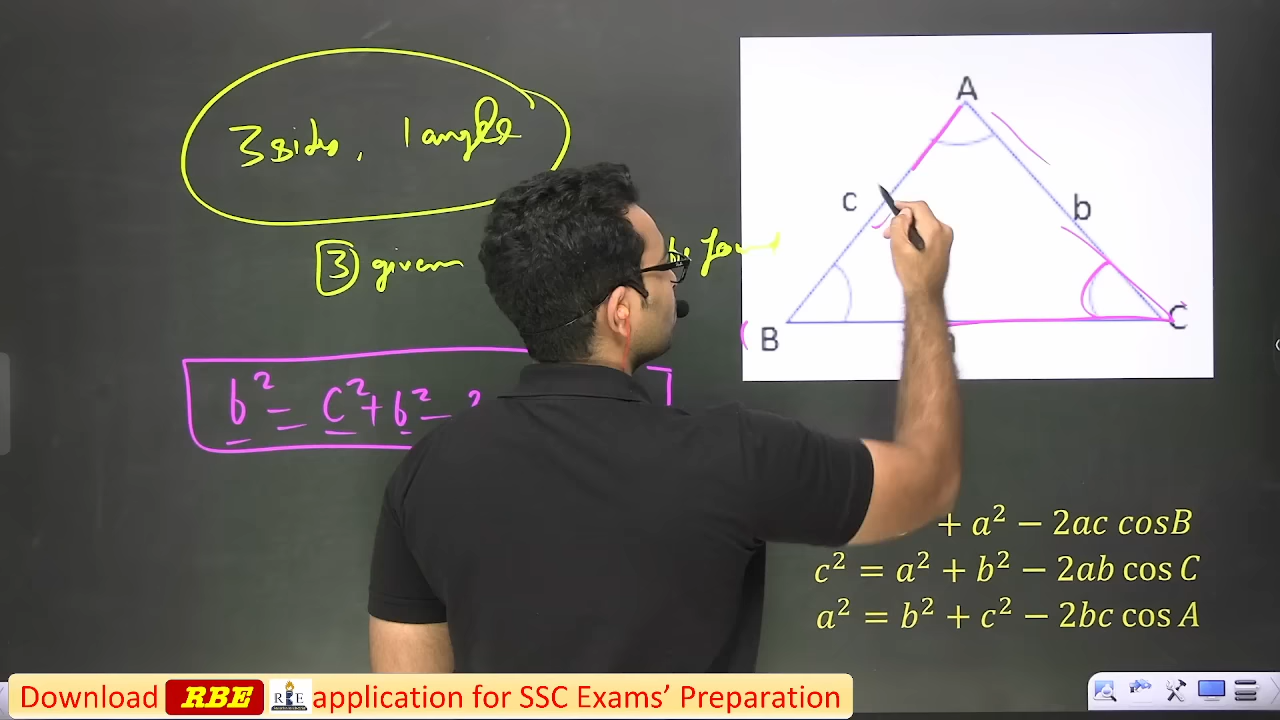 3 sides, 1 angle
3 given
b² = c² + b² -
A
c
b
B
C
+ a² − 2ac cosB
c² = a² + b² − 2ab cos C
a² = b² + c² − 2bc cos A
Download RBE RBE application for SSC Exams’ Preparation